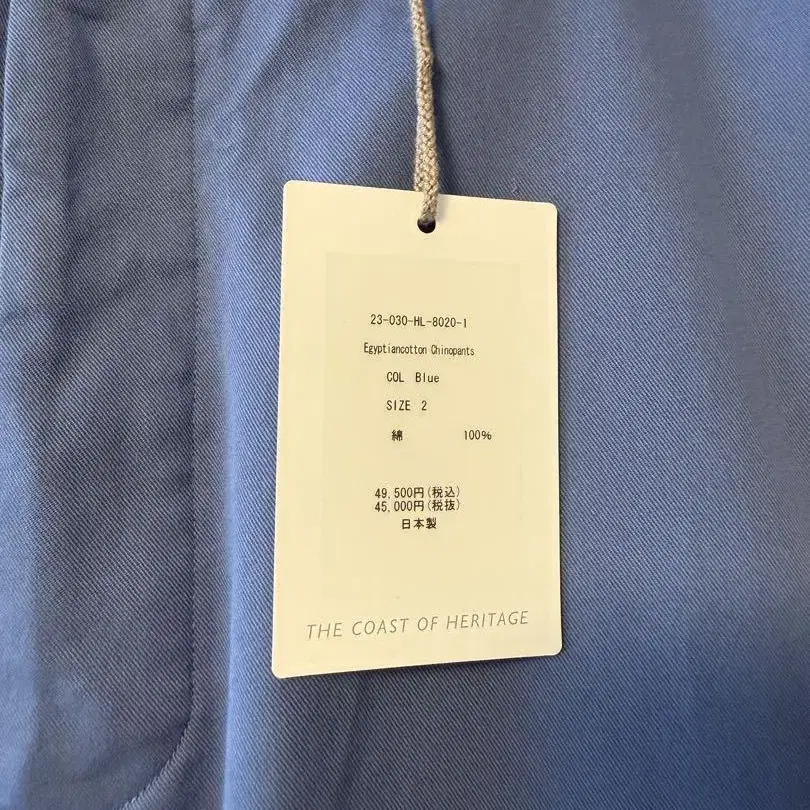 23-030-HL-8020-1
Egyptiancotton Chinopants
COL Blue
SIZE 2
綿 100%
49,500円(税込)
45,000円(税抜)
日本製
THE COAST OF HERITAGE